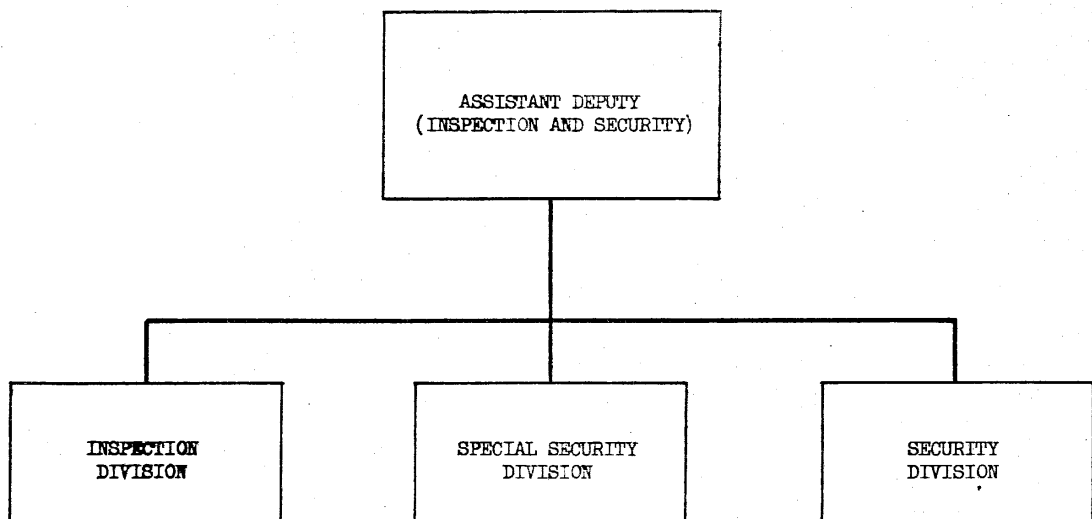 ASSISTANT DEPUTY
(INSPECTION AND SECURITY)
INSPECTION
DIVISION
SPECIAL SECURITY
DIVISION
SECURITY
DIVISION